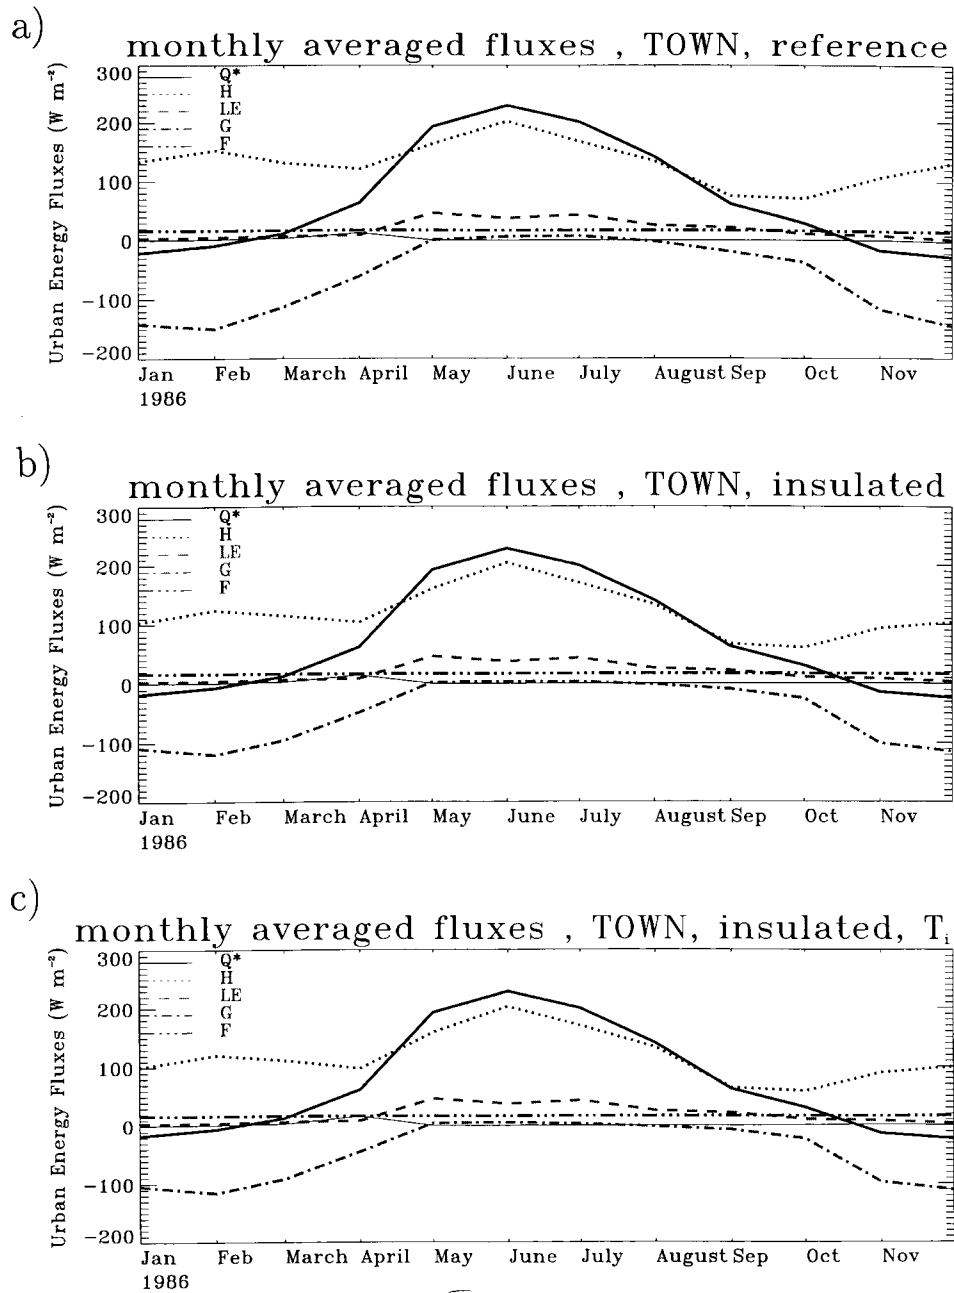 a)
monthly averaged fluxes , TOWN, reference
Urban Energy Fluxes (W m⁻²)
300
200
100
0
−100
−200
Q*
H
LE
G
F
Jan Feb March April May June July August Sep Oct Nov
1986
b)
monthly averaged fluxes , TOWN, insulated
Urban Energy Fluxes (W m⁻²)
300
200
100
0
−100
−200
Q*
H
LE
G
F
Jan Feb March April May June July August Sep Oct Nov
1986
c)
monthly averaged fluxes , TOWN, insulated, Tᵢ
Urban Energy Fluxes (W m⁻²)
300
200
100
0
−100
−200
Q*
H
LE
G
F
Jan Feb March April May June July August Sep Oct Nov
1986